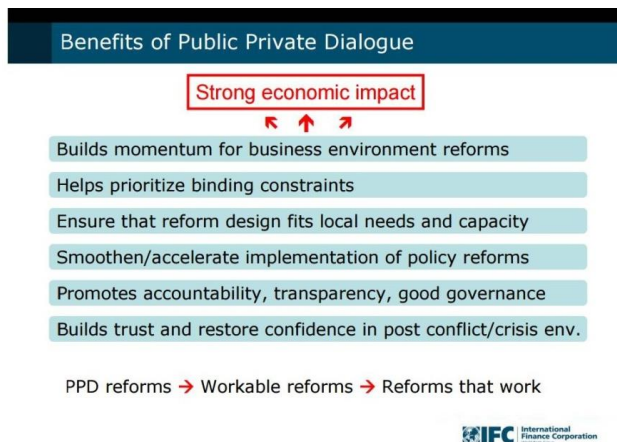 Benefits of Public Private Dialogue
Strong economic impact
Builds momentum for business environment reforms
Helps prioritize binding constraints
Ensure that reform design fits local needs and capacity
Smoothen/accelerate implementation of policy reforms
Promotes accountability, transparency, good governance
Builds trust and restore confidence in post conflict/crisis env.
PPD reforms → Workable reforms → Reforms that work
IFC International
Finance Corporation